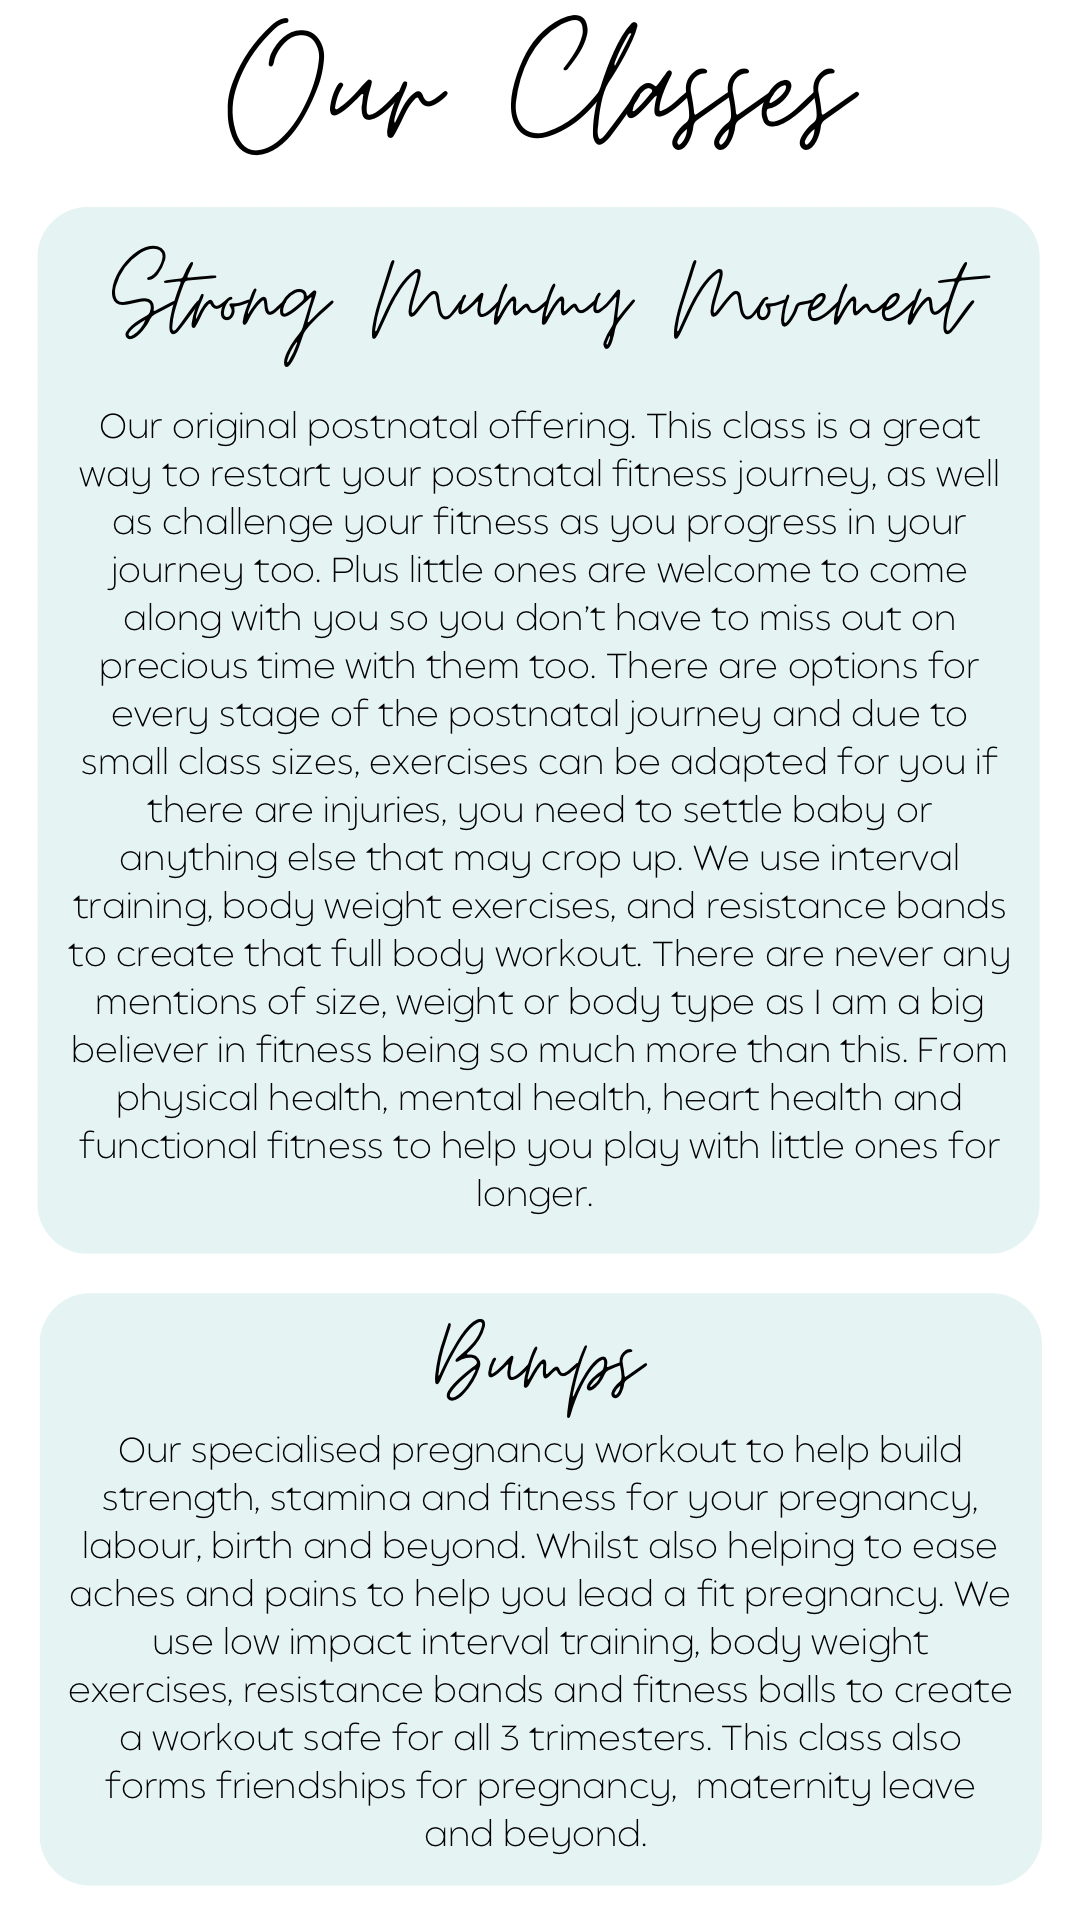 Our Classes
Strong Mummy Movement
Our original postnatal offering. This class is a great
way to restart your postnatal fitness journey, as well
as challenge your fitness as you progress in your
journey too. Plus little ones are welcome to come
along with you so you don’t have to miss out on
precious time with them too. There are options for
every stage of the postnatal journey and due to
small class sizes, exercises can be adapted for you if
there are injuries, you need to settle baby or
anything else that may crop up. We use interval
training, body weight exercises, and resistance bands
to create that full body workout. There are never any
mentions of size, weight or body type as I am a big
believer in fitness being so much more than this. From
physical health, mental health, heart health and
functional fitness to help you play with little ones for
longer.
Bumps
Our specialised pregnancy workout to help build
strength, stamina and fitness for your pregnancy,
labour, birth and beyond. Whilst also helping to ease
aches and pains to help you lead a fit pregnancy. We
use low impact interval training, body weight
exercises, resistance bands and fitness balls to create
a workout safe for all 3 trimesters. This class also
forms friendships for pregnancy,  maternity leave
and beyond.